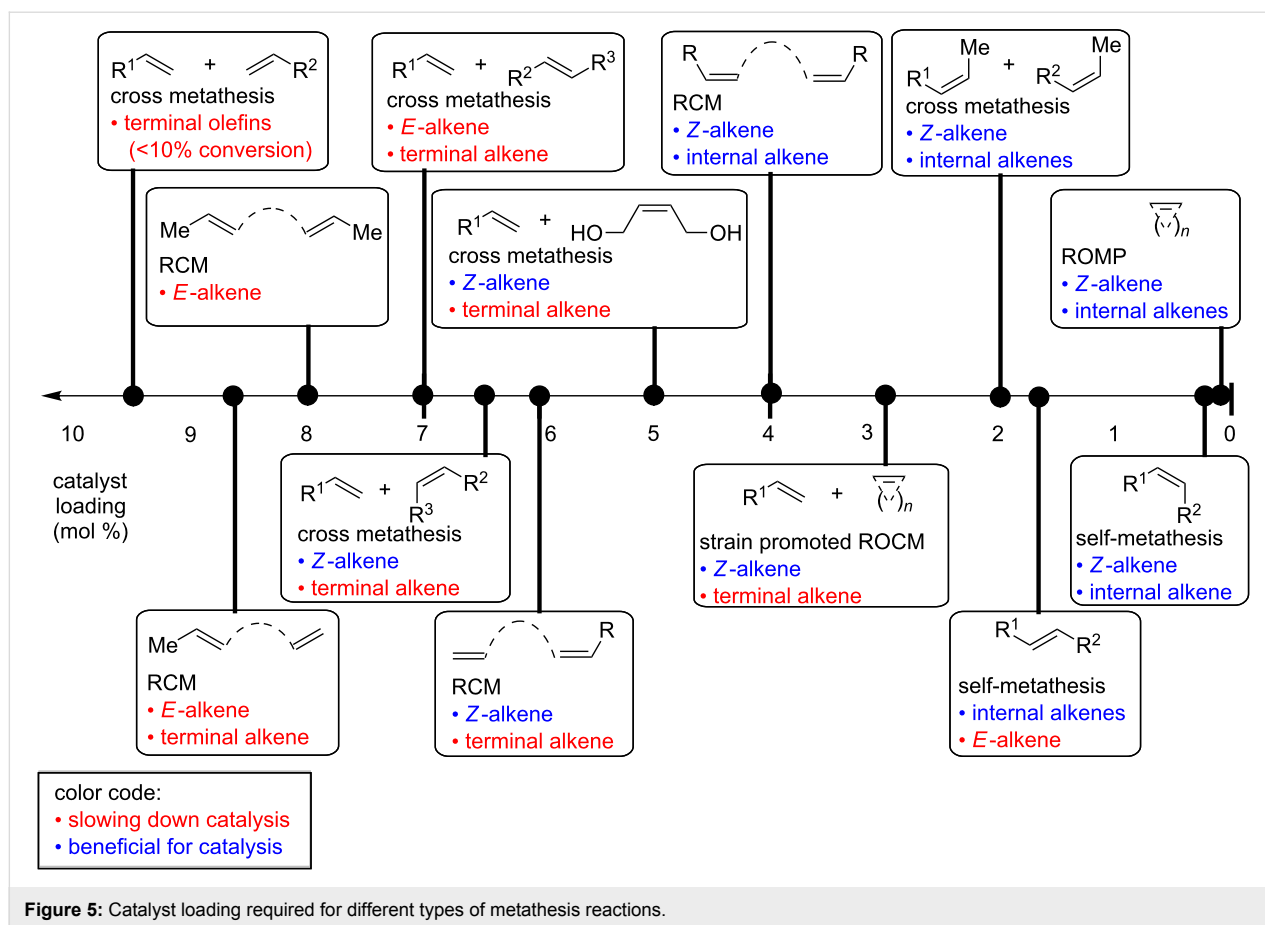 R1 + R2
cross metathesis
• terminal olefins
(<10% conversion)
R1 + R2 R3
cross metathesis
• E-alkene
• terminal alkene
R R
RCM
• Z-alkene
• internal alkene
Me Me
R1 + R2
cross metathesis
• Z-alkene
• internal alkenes
Me Me
RCM
• E-alkene
R1 + HO OH
cross metathesis
• Z-alkene
• terminal alkene
( )n
ROMP
• Z-alkene
• internal alkenes
10 9 8 7 6 5 4 3 2 1 0
catalyst
loading
(mol %)
R1 + R2
R3
cross metathesis
• Z-alkene
• terminal alkene
R1 + ( )n
strain promoted ROCM
• Z-alkene
• terminal alkene
R1
R2
self-metathesis
• Z-alkene
• internal alkene
Me
RCM
• E-alkene
• terminal alkene
R
RCM
• Z-alkene
• terminal alkene
R1 R2
self-metathesis
• internal alkenes
• E-alkene
color code:
• slowing down catalysis
• beneficial for catalysis
Figure 5: Catalyst loading required for different types of metathesis reactions.